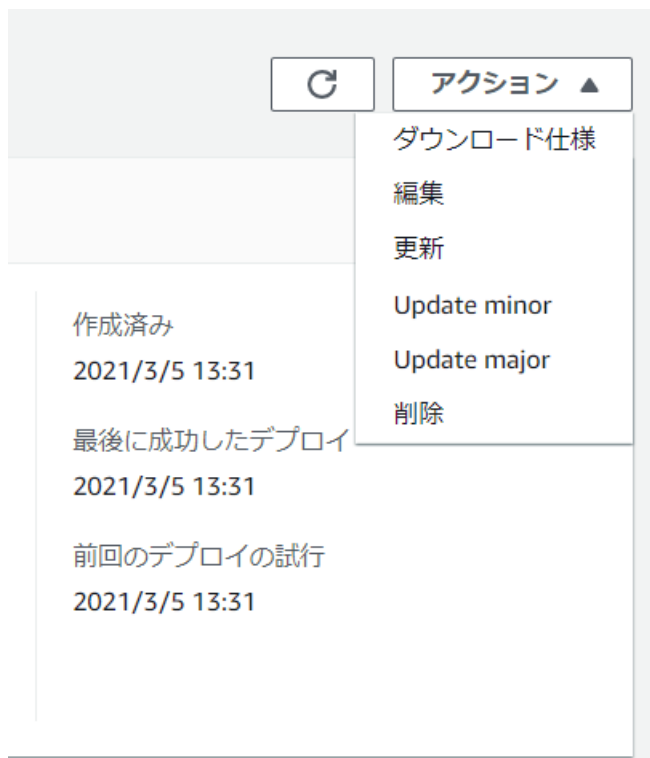 アクション ▲
ダウンロード仕様
編集
更新
Update minor
Update major
削除
作成済み
2021/3/5 13:31
最後に成功したデプロイ
2021/3/5 13:31
前回のデプロイの試行
2021/3/5 13:31